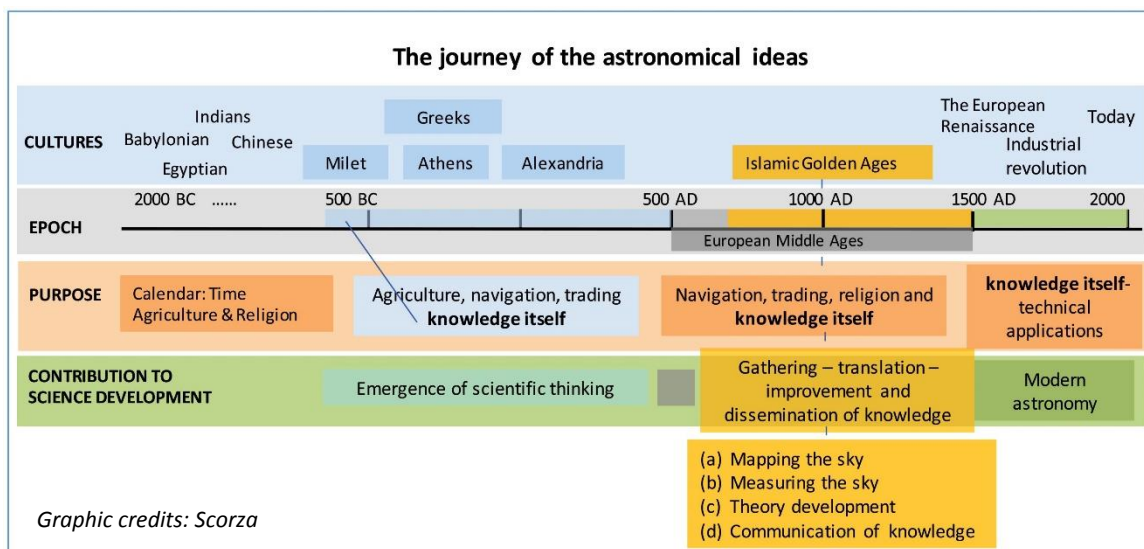 The journey of the astronomical ideas
CULTURES
Indians
Babylonian
Chinese
Egyptian
Greeks
Milet
Athens
Alexandria
Islamic Golden Ages
The European
Renaissance
Today
Industrial
revolution
EPOCH
2000 BC ......
500 BC
500 AD
1000 AD
1500 AD
2000
European Middle Ages
PURPOSE
Calendar: Time
Agriculture & Religion
Agriculture, navigation, trading
knowledge itself
Navigation, trading, religion and
knowledge itself
knowledge itself-
technical
applications
CONTRIBUTION TO
SCIENCE DEVELOPMENT
Emergence of scientific thinking
Gathering – translation –
improvement and
dissemination of knowledge
Modern
astronomy
(a) Mapping the sky
(b) Measuring the sky
(c) Theory development
(d) Communication of knowledge
Graphic credits: Scorza